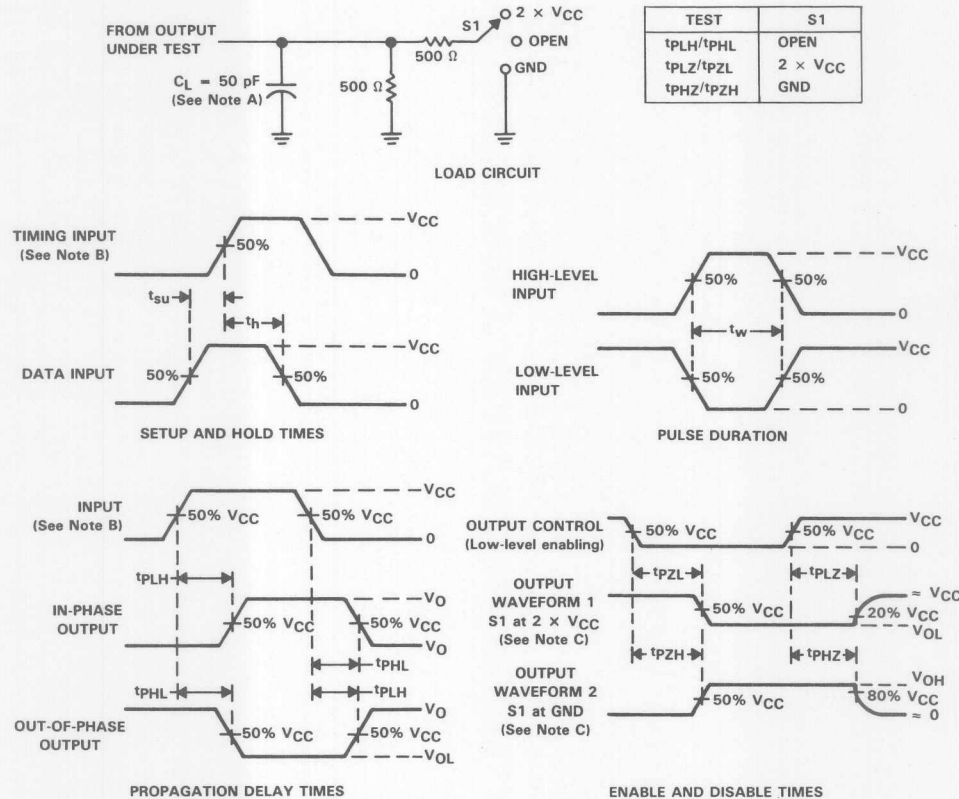 FROM OUTPUT
UNDER TEST
S1
2 × VCC
OPEN
GND
500 Ω
500 Ω
CL = 50 pF
(See Note A)
LOAD CIRCUIT
TEST S1
tPLH/tPHL OPEN
tPLZ/tPZL 2 × VCC
tPHZ/tPZH GND
TIMING INPUT
(See Note B)
50%
VCC
0
tsu
th
DATA INPUT
50%
50%
VCC
0
SETUP AND HOLD TIMES
HIGH-LEVEL
INPUT
50%
50%
VCC
0
tw
LOW-LEVEL
INPUT
50%
50%
VCC
0
PULSE DURATION
INPUT
(See Note B)
50% VCC
50% VCC
VCC
0
tPLH
IN-PHASE
OUTPUT
50% VCC
50% VCC
VO
VO
tPHL
tPHL
tPLH
OUT-OF-PHASE
OUTPUT
50% VCC
50% VCC
VO
VOL
PROPAGATION DELAY TIMES
OUTPUT CONTROL
(Low-level enabling)
50% VCC
50% VCC
VCC
0
tPZL
tPLZ
OUTPUT
WAVEFORM 1
S1 at 2 × VCC
(See Note C)
50% VCC
≈ VCC
20% VCC
VOL
tPZH
tPHZ
OUTPUT
WAVEFORM 2
S1 at GND
(See Note C)
50% VCC
VOH
80% VCC
≈ 0
ENABLE AND DISABLE TIMES